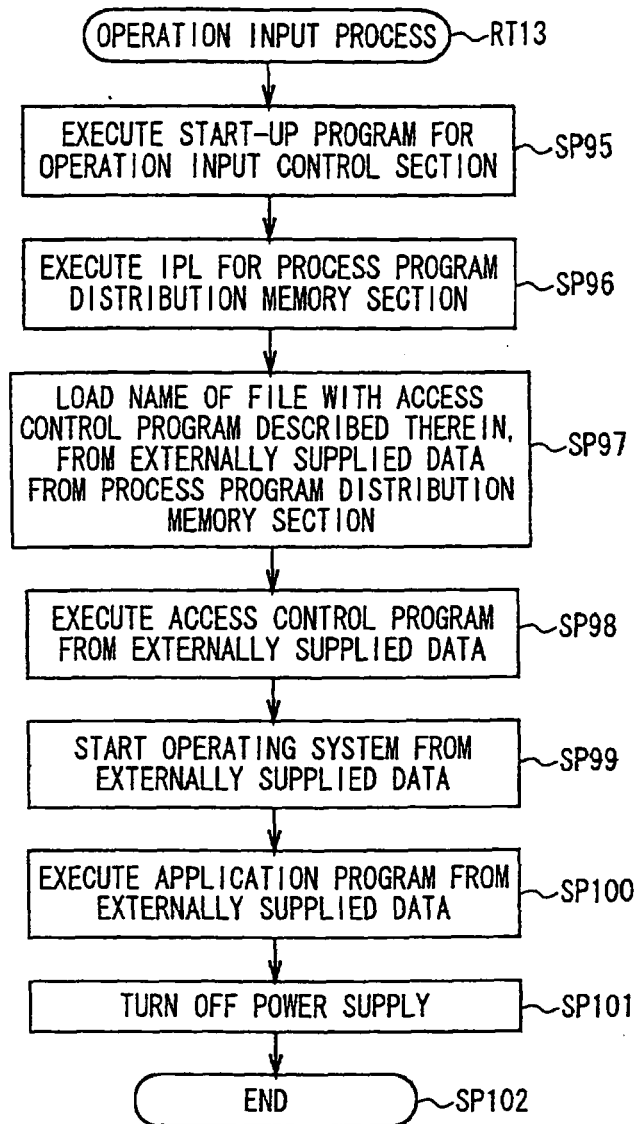 OPERATION INPUT PROCESS RT13
EXECUTE START-UP PROGRAM FOR
OPERATION INPUT CONTROL SECTION
SP95
EXECUTE IPL FOR PROCESS PROGRAM
DISTRIBUTION MEMORY SECTION
SP96
LOAD NAME OF FILE WITH ACCESS
CONTROL PROGRAM DESCRIBED THEREIN,
FROM EXTERNALLY SUPPLIED DATA
FROM PROCESS PROGRAM DISTRIBUTION
MEMORY SECTION
SP97
EXECUTE ACCESS CONTROL PROGRAM
FROM EXTERNALLY SUPPLIED DATA
SP98
START OPERATING SYSTEM FROM
EXTERNALLY SUPPLIED DATA
SP99
EXECUTE APPLICATION PROGRAM FROM
EXTERNALLY SUPPLIED DATA
SP100
TURN OFF POWER SUPPLY SP101
END SP102